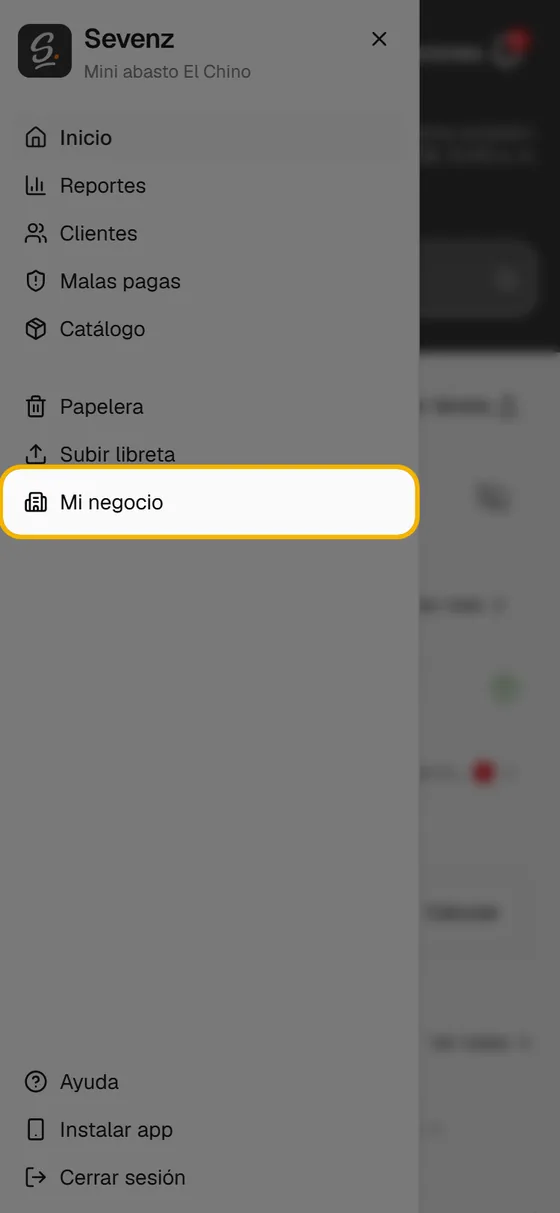 Sevenz
Mini abasto El Chino
Inicio
Reportes
Clientes
Malas pagas
Catálogo
Papelera
Subir libreta
Mi negocio
Ayuda
Instalar app
Cerrar sesión